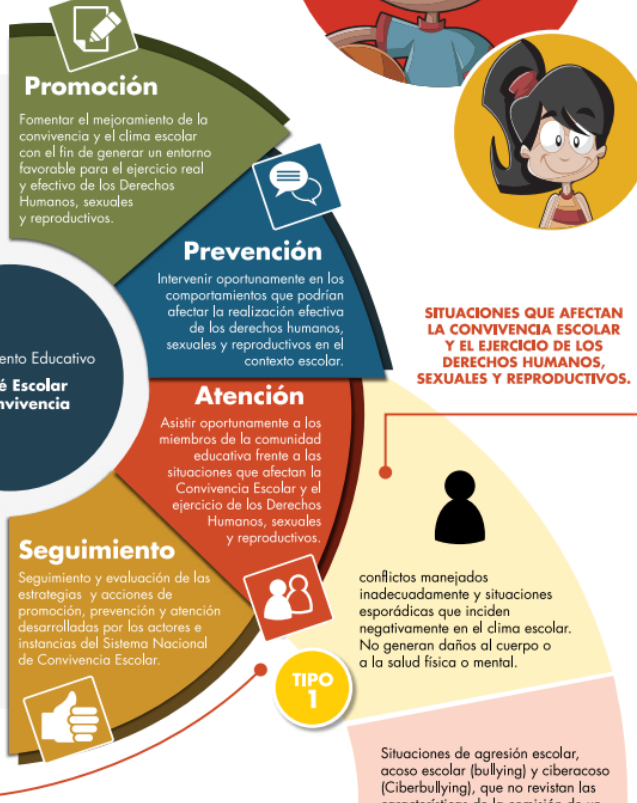 Promoción
Fomentar el mejoramiento de la
convivencia y el clima escolar
con el fin de generar un entorno
favorable para el ejercicio real
y efectivo de los Derechos
Humanos, sexuales
y reproductivos.
Prevención
Intervenir oportunamente en los
comportamientos que podrían
afectar la realización efectiva
de los derechos humanos,
sexuales y reproductivos en el
contexto escolar.
ento Educativo
é Escolar
nvivencia
Atención
Asistir oportunamente a los
miembros de la comunidad
educativa frente a las
situaciones que afectan la
Convivencia Escolar y el
ejercicio de los Derechos
Humanos, sexuales
y reproductivos.
Seguimiento
Seguimiento y evaluación de las
estrategias y acciones de
promoción, prevención y atención
desarrolladas por los actores e
instancias del Sistema Nacional
de Convivencia Escolar.
SITUACIONES QUE AFECTAN
LA CONVIVENCIA ESCOLAR
Y EL EJERCICIO DE LOS
DERECHOS HUMANOS,
SEXUALES Y REPRODUCTIVOS.
conflictos manejados
inadecuadamente y situaciones
esporádicas que inciden
negativamente en el clima escolar.
No generan daños al cuerpo o
a la salud física o mental.
TIPO
1
Situaciones de agresión escolar,
acoso escolar (bullying) y ciberacoso
(Ciberbullying), que no revistan las
características de la comisión de un